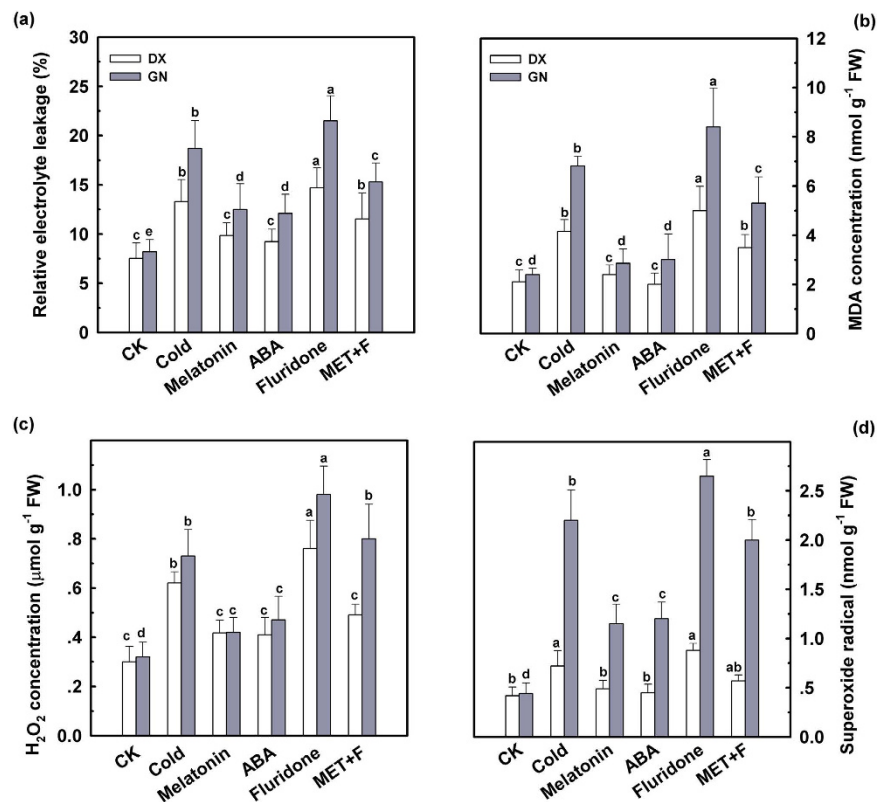 (a)
Relative electrolyte leakage (%)
30
25
20
15
10
5
0
DX
GN
c e
b b
c d
c d
a a
b c
CK
Cold
Melatonin
ABA
Fluridone
MET+F
(b)
MDA concentration (nmol g⁻¹ FW)
12
10
8
6
4
2
0
DX
GN
c c d
b b
c d
c d
a a
b c
CK
Cold
Melatonin
ABA
Fluridone
MET+F
(c)
H₂O₂ concentration (μmol g⁻¹ FW)
1.0
.8
.6
.4
.2
0.0
c d
b b
c c
c c
a a
c b
CK
Cold
Melatonin
ABA
Fluridone
MET+F
(d)
Superoxide radical (nmol g⁻¹ FW)
2.5
2.0
1.5
1.0
.5
0.0
b d
a b
b c
b c
a a
ab b
CK
Cold
Melatonin
ABA
Fluridone
MET+F